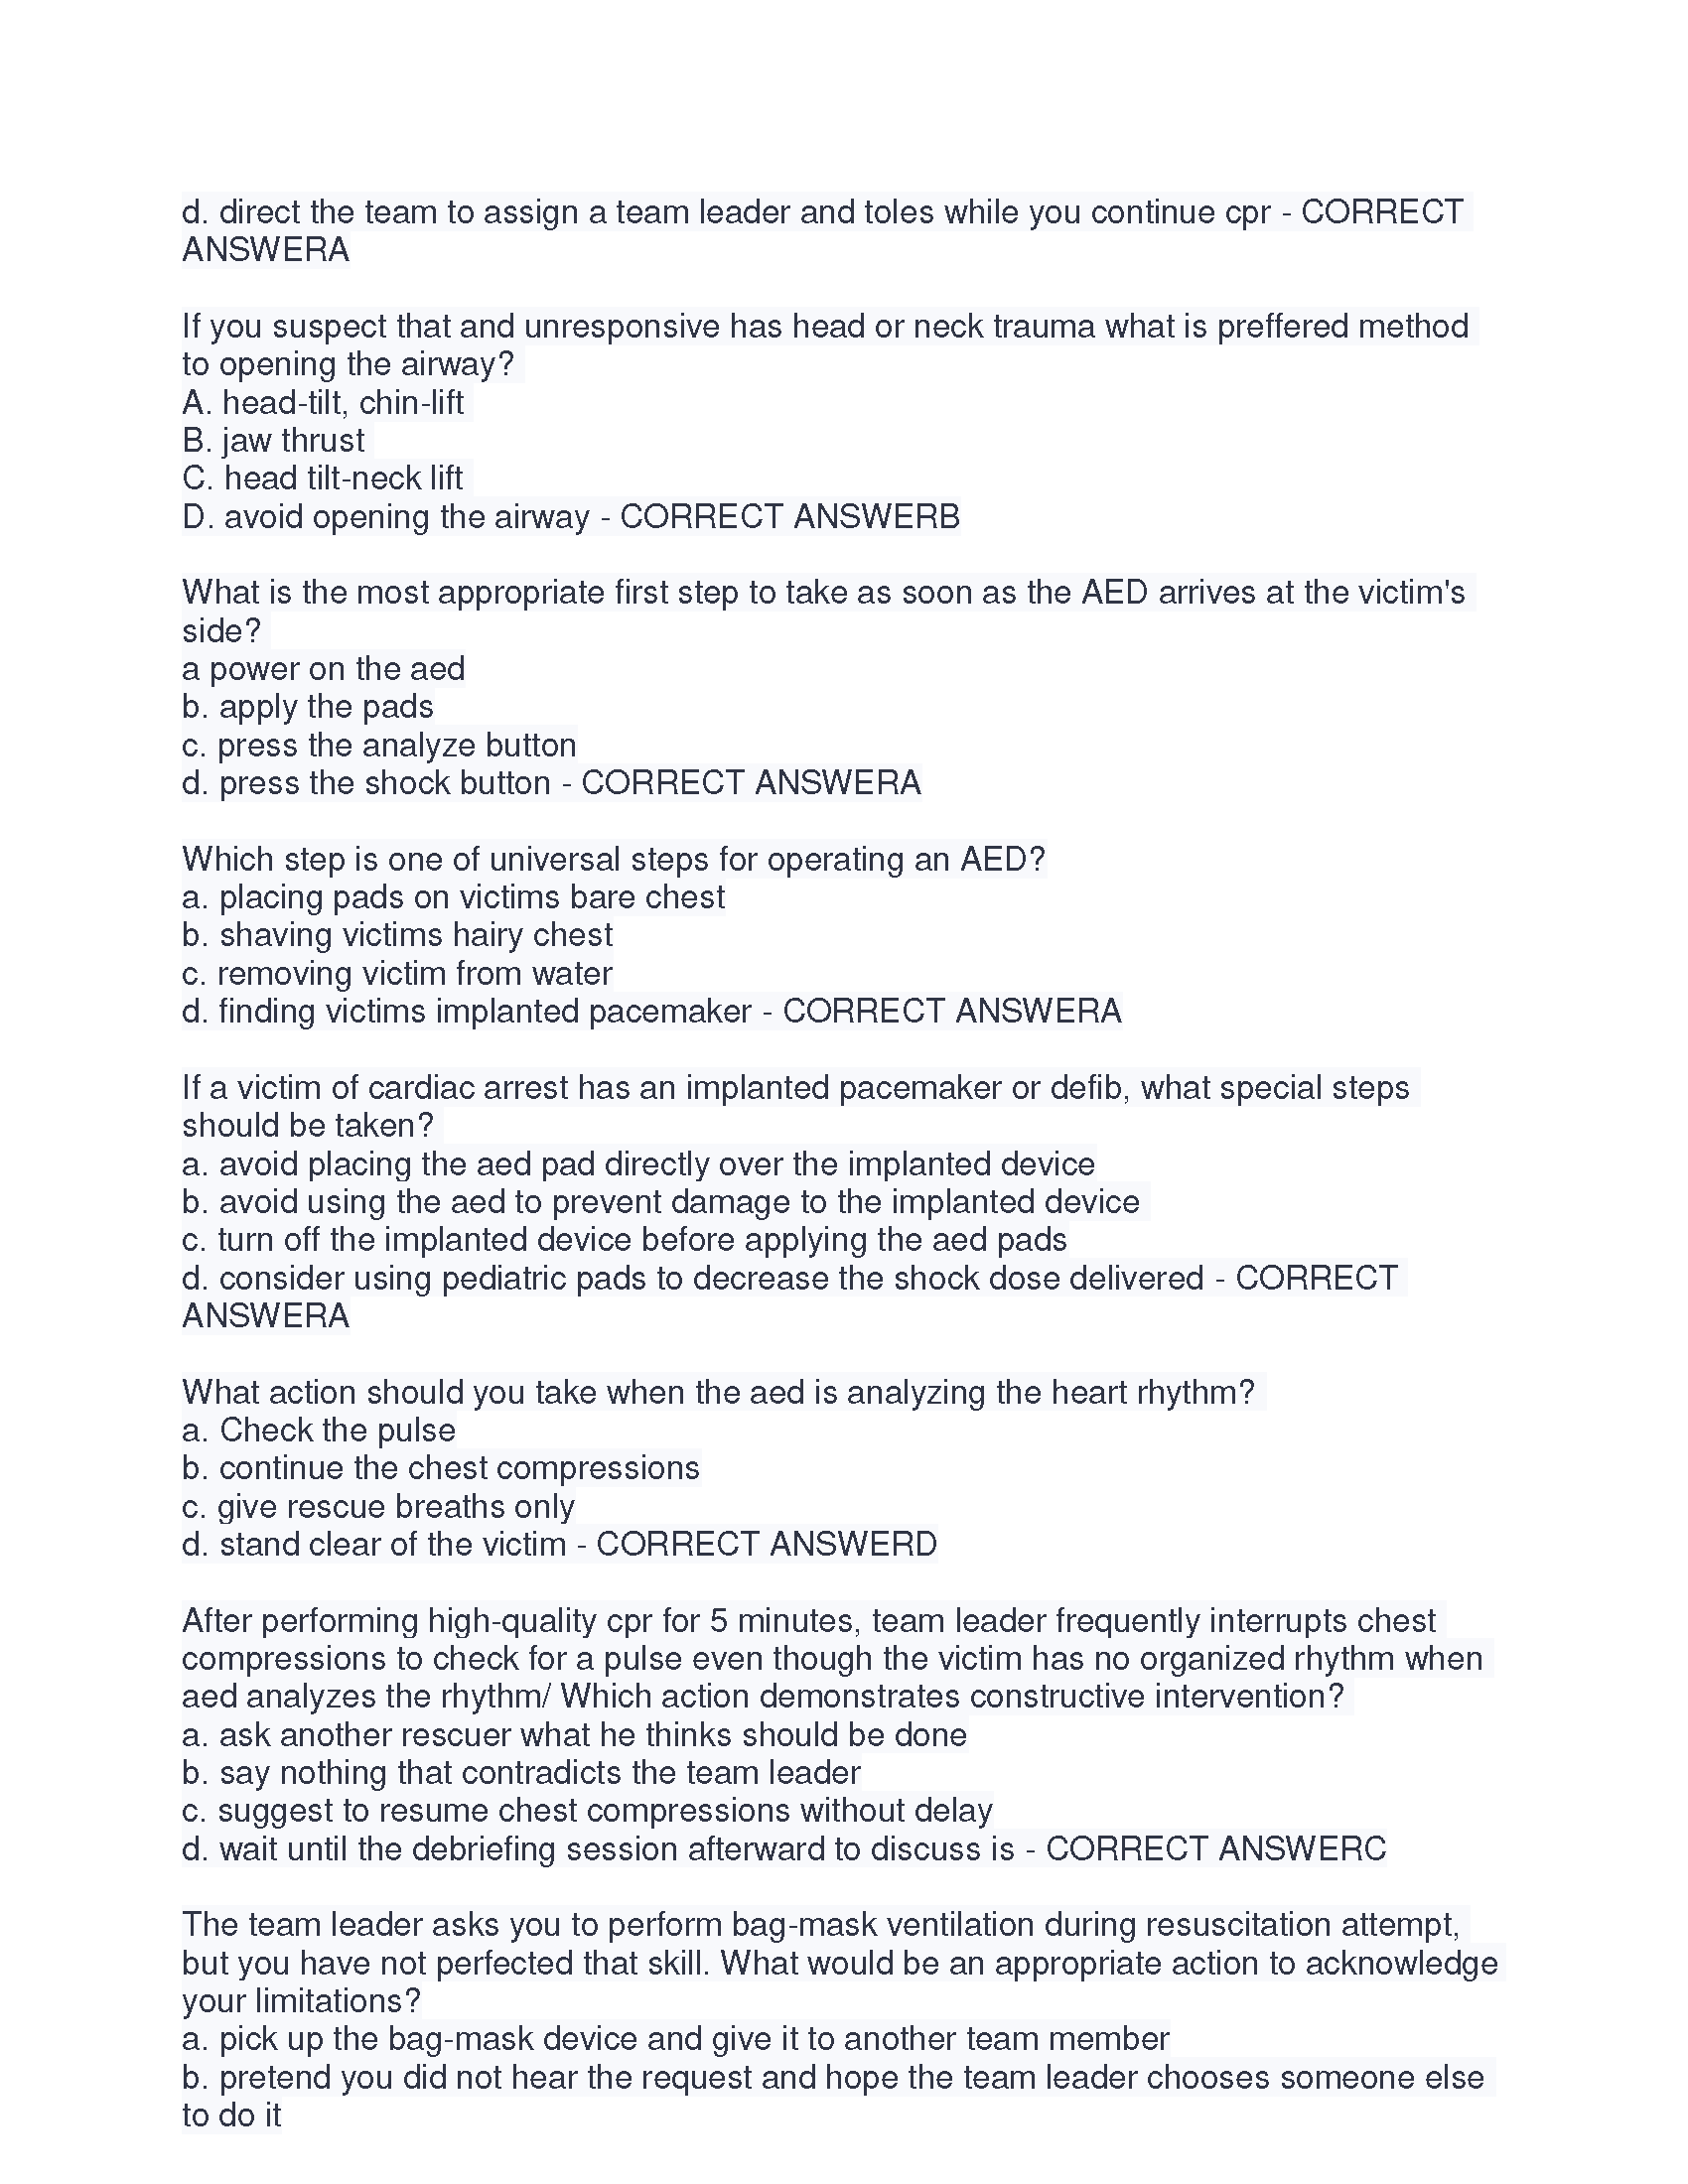 d. direct the team to assign a team leader and toles while you continue cpr - CORRECT
ANSWERA
If you suspect that and unresponsive has head or neck trauma what is preffered method
to opening the airway?
A. head-tilt, chin-lift
B. jaw thrust
C. head tilt-neck lift
D. avoid opening the airway - CORRECT ANSWERB
What is the most appropriate first step to take as soon as the AED arrives at the victim's
side?
a power on the aed
b. apply the pads
c. press the analyze button
d. press the shock button - CORRECT ANSWERA
Which step is one of universal steps for operating an AED?
a. placing pads on victims bare chest
b. shaving victims hairy chest
c. removing victim from water
d. finding victims implanted pacemaker - CORRECT ANSWERA
If a victim of cardiac arrest has an implanted pacemaker or defib, what special steps
should be taken?
a. avoid placing the aed pad directly over the implanted device
b. avoid using the aed to prevent damage to the implanted device
c. turn off the implanted device before applying the aed pads
d. consider using pediatric pads to decrease the shock dose delivered - CORRECT
ANSWERA
What action should you take when the aed is analyzing the heart rhythm?
a. Check the pulse
b. continue the chest compressions
c. give rescue breaths only
d. stand clear of the victim - CORRECT ANSWERD
After performing high-quality cpr for 5 minutes, team leader frequently interrupts chest
compressions to check for a pulse even though the victim has no organized rhythm when
aed analyzes the rhythm/ Which action demonstrates constructive intervention?
a. ask another rescuer what he thinks should be done
b. say nothing that contradicts the team leader
c. suggest to resume chest compressions without delay
d. wait until the debriefing session afterward to discuss is - CORRECT ANSWERC
The team leader asks you to perform bag-mask ventilation during resuscitation attempt,
but you have not perfected that skill. What would be an appropriate action to acknowledge
your limitations?
a. pick up the bag-mask device and give it to another team member
b. pretend you did not hear the request and hope the team leader chooses someone else
to do it